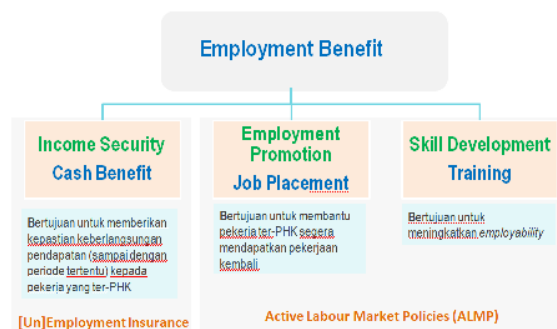 Employment Benefit
Income Security
Cash Benefit
Bertujuan untuk memberikan
kepastian keberlangsungan
pendapatan (sampai dengan
periode tertentu) kepada
pekerja yang ter-PHK
[Un]Employment Insurance
Employment
Promotion
Job Placement
Bertujuan untuk membantu
pekerja ter-PHK segera
mendapatkan pekerjaan
kembali
Skill Development
Training
Bertujuan untuk
meningkatkan employability
Active Labour Market Policies (ALMP)